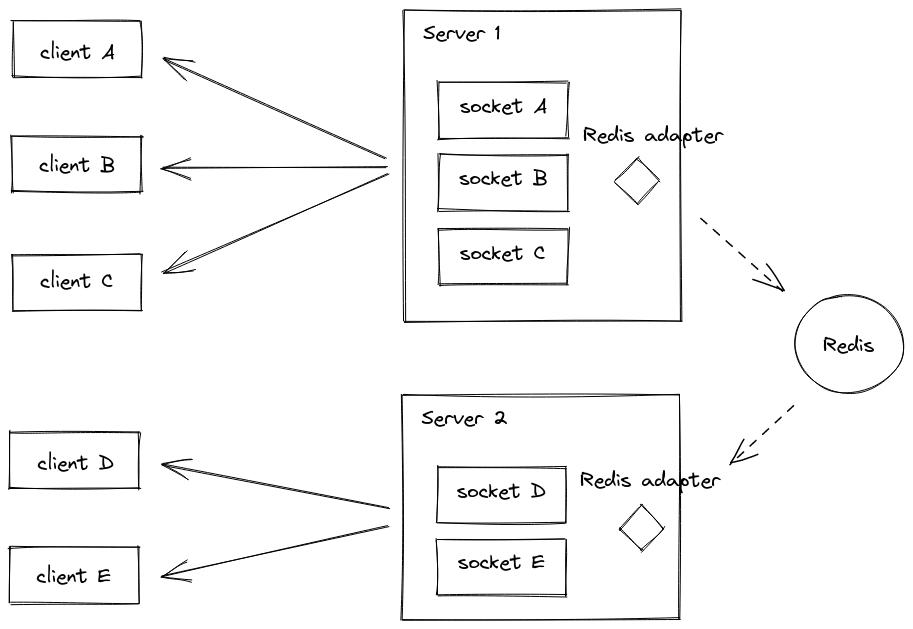 client A
client B
client C
Server 1
socket A
socket B
socket C
Redis adapter
Redis
client D
client E
Server 2
socket D
socket E
Redis adapter